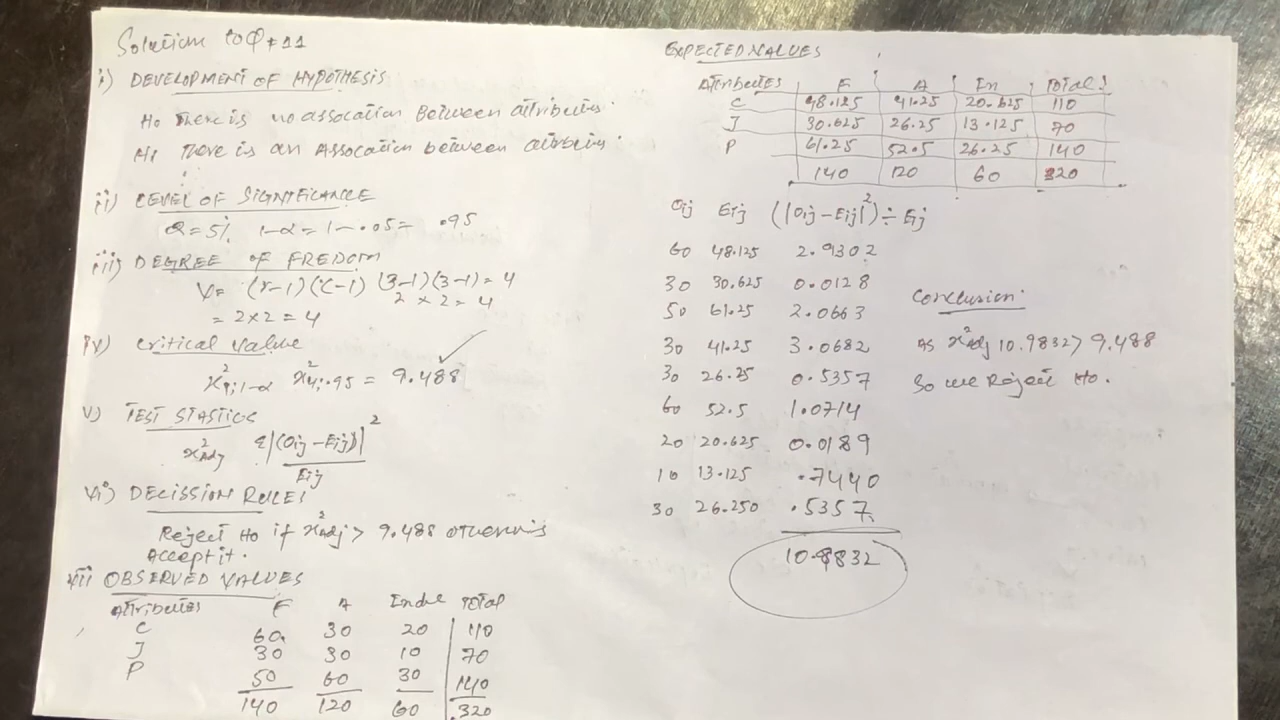 Solution to Q # 11
i) DEVELOPMENT OF HYPOTHESIS
Ho There is no assocation Between attributes.
H1 There is an Assocation between attributes.
ii) LEVEL OF SIGNIFICANCE
α = 5% 1-α = 1-.05 = .95
iii) DEGREE OF FREDOM
V = (r-1)(c-1) (3-1)(3-1) = 4
2 x 2 = 4
= 2x2 = 4
iv) critical value
χ²v;1-α χ²4;.95 = 9.488
v) TEST STASTICS
χ²Adj Σ|(Oij - Eij)|²
Eij
vi) DECISSION RULE
Reject Ho if χ²Adj > 9.488 otherwis
Accept it.
vii OBSERVED VALUES
Attributes F A Indu Total
C 60 30 20 110
J 30 30 10 70
P 50 60 30 140
140 120 60 320
EXPECTED VALUES
Attributes F A In Total
C 48.125 41.25 20.625 110
J 30.625 26.25 13.125 70
P 61.25 52.5 26.25 140
140 120 60 320
Oij Eij (|Oij-Eij|²) ÷ Eij
60 48.125 2.9302
30 30.625 0.0128
50 61.25 2.0663
30 41.25 3.0682
30 26.25 0.5357
60 52.5 1.0714
20 20.625 0.0189
10 13.125 .7440
30 26.250 .5357
10.9832
Conclusion.
As χ²Adj 10.9832 > 9.488
So we Reject Ho.